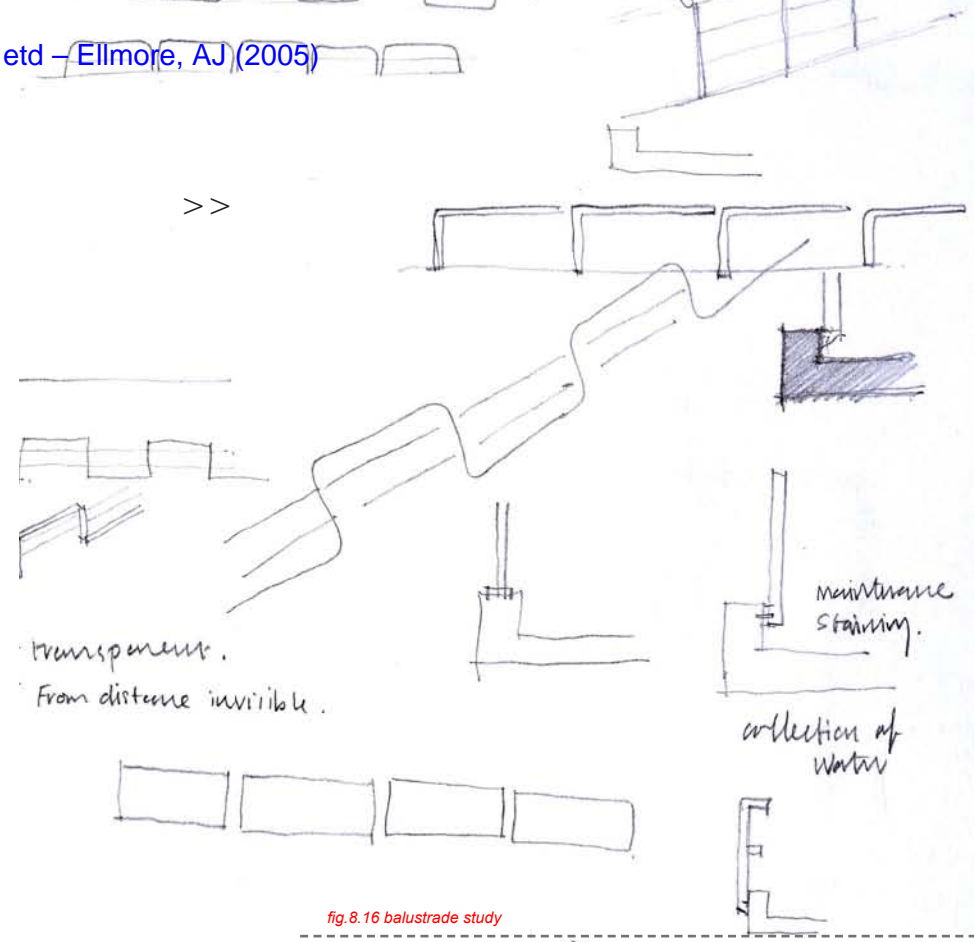 etd – Ellmore, AJ (2005)
>>
maintenance
staining.
transparent.
From distance invisible.
collection of
water
fig.8.16 balustrade study